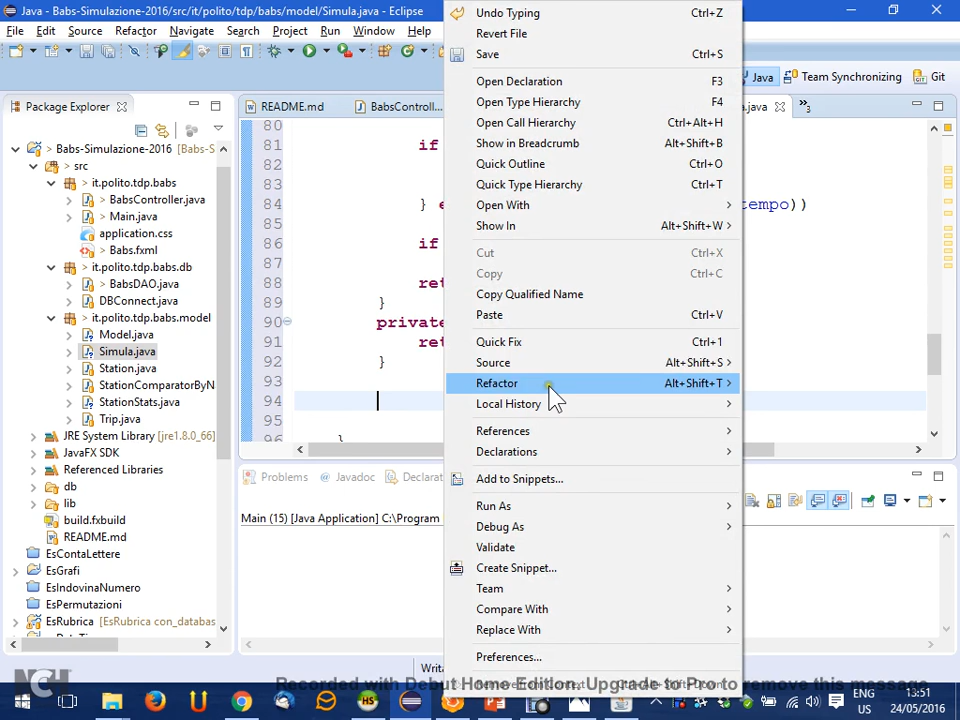 Java - Babs-Simulazione-2016/src/it/polito/tdp/babs/model/Simula.java - Eclipse
File Edit Source Refactor Navigate Search Project Run Window Help
Java Team Synchronizing Git
Package Explorer
README.md BabsControll... .java »3
> Babs-Simulazione-2016 [Babs-S
> src
it.polito.tdp.babs
> BabsController.java
> Main.java
application.css
> Babs.fxml
it.polito.tdp.babs.db
> BabsDAO.java
DBConnect.java
it.polito.tdp.babs.model
Model.java
Simula.java
Station.java
StationComparatorByN
StationStats.java
Trip.java
JRE System Library [jre1.8.0_66]
JavaFX SDK
Referenced Libraries
db
lib
build.fxbuild
README.md
EsContaLettere
EsGrafi
EsIndovinaNumero
EsPermutazioni
> EsRubrica con_databas
80
81 if
82
83
84 } e empo))
85
86 if
87
88 ret
89 }
90 private
91 ret
92 }
93
94
95
96 }
Undo Typing Ctrl+Z
Revert File
Save Ctrl+S
Open Declaration F3
Open Type Hierarchy F4
Open Call Hierarchy Ctrl+Alt+H
Show in Breadcrumb Alt+Shift+B
Quick Outline Ctrl+O
Quick Type Hierarchy Ctrl+T
Open With
Show In Alt+Shift+W
Cut Ctrl+X
Copy Ctrl+C
Copy Qualified Name
Paste Ctrl+V
Quick Fix Ctrl+1
Source Alt+Shift+S
Refactor Alt+Shift+T
Local History
References
Declarations
Add to Snippets...
Run As
Debug As
Validate
Create Snippet...
Team
Compare With
Replace With
Preferences...
Problems Javadoc Declarat
Main (15) [Java Application] C:\Program
Writa
NCH
Recorded with Debut Home Edition. Upgrade to Pro to remove this message
ENG
US
13:51
24/05/2016